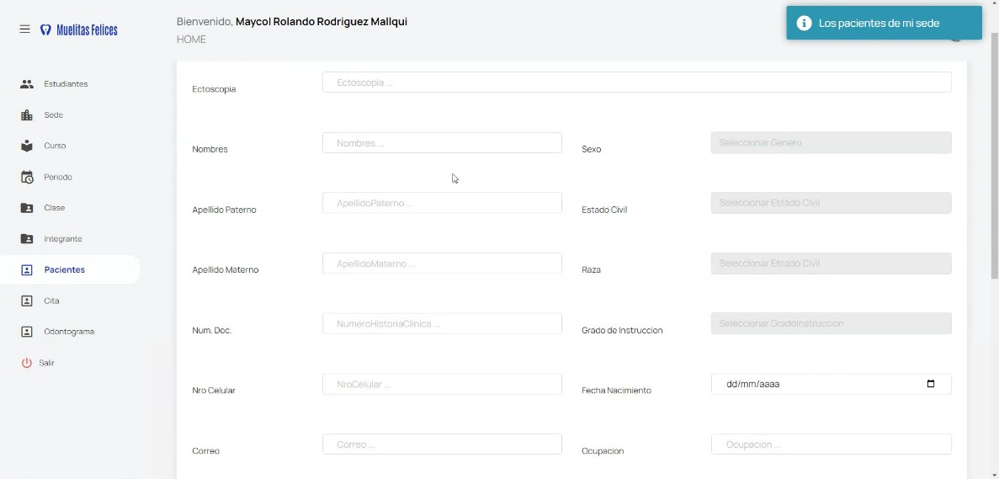 Muelitas Felices
Bienvenido, Maycol Rolando Rodriguez Mallqui
HOME
Los pacientes de mi sede
Estudiantes
Sede
Curso
Periodo
Clase
Integrante
Pacientes
Cita
Odontograma
Salir
Ectoscopia
Ectoscopia ...
Nombres
Nombres ...
Sexo
Seleccionar Genero
Apellido Paterno
ApellidoPaterno ...
Estado Civil
Seleccionar Estado Civil
Apellido Materno
ApellidoMaterno ...
Raza
Seleccionar Estado Civil
Num. Doc.
NumeroHistoriaClinica ...
Grado de Instruccion
Seleccionar GradoInstruccion
Nro Celular
NroCelular ...
Fecha Nacimiento
dd/mm/aaaa
Correo
Correo ...
Ocupacion
Ocupacion ...